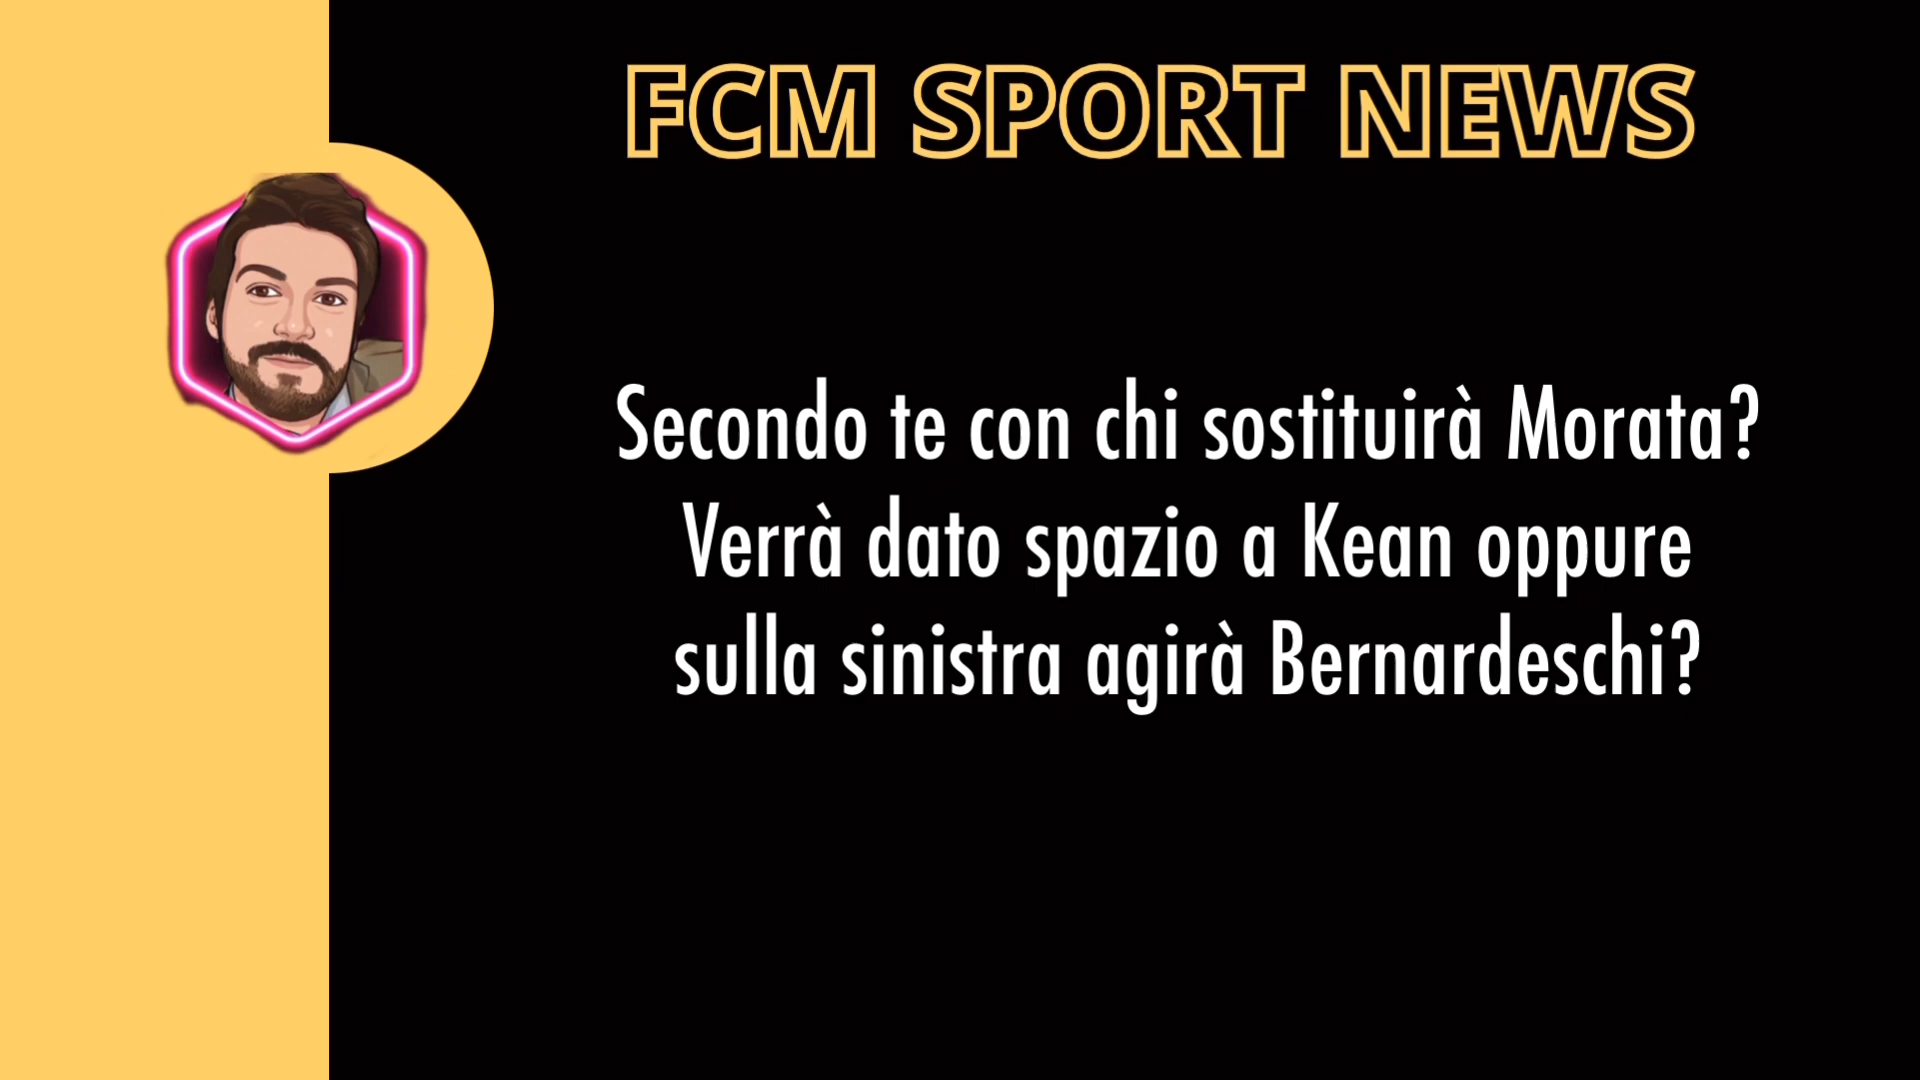 FCM SPORT NEWS
Secondo te con chi sostituirà Morata?
Verrà dato spazio a Kean oppure
sulla sinistra agirà Bernardeschi?